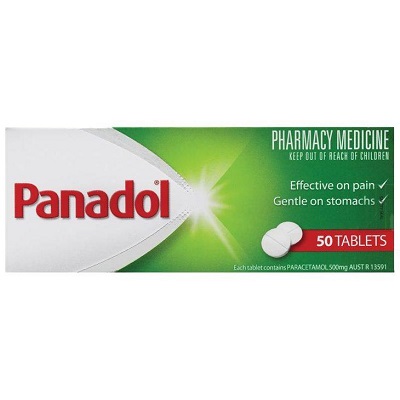 PHARMACY MEDICINE
KEEP OUT OF REACH OF CHILDREN
Panadol®
Effective on pain ✓
Gentle on stomachs ✓
50 TABLETS
Each tablet contains PARACETAMOL 500mg AUST R 13591